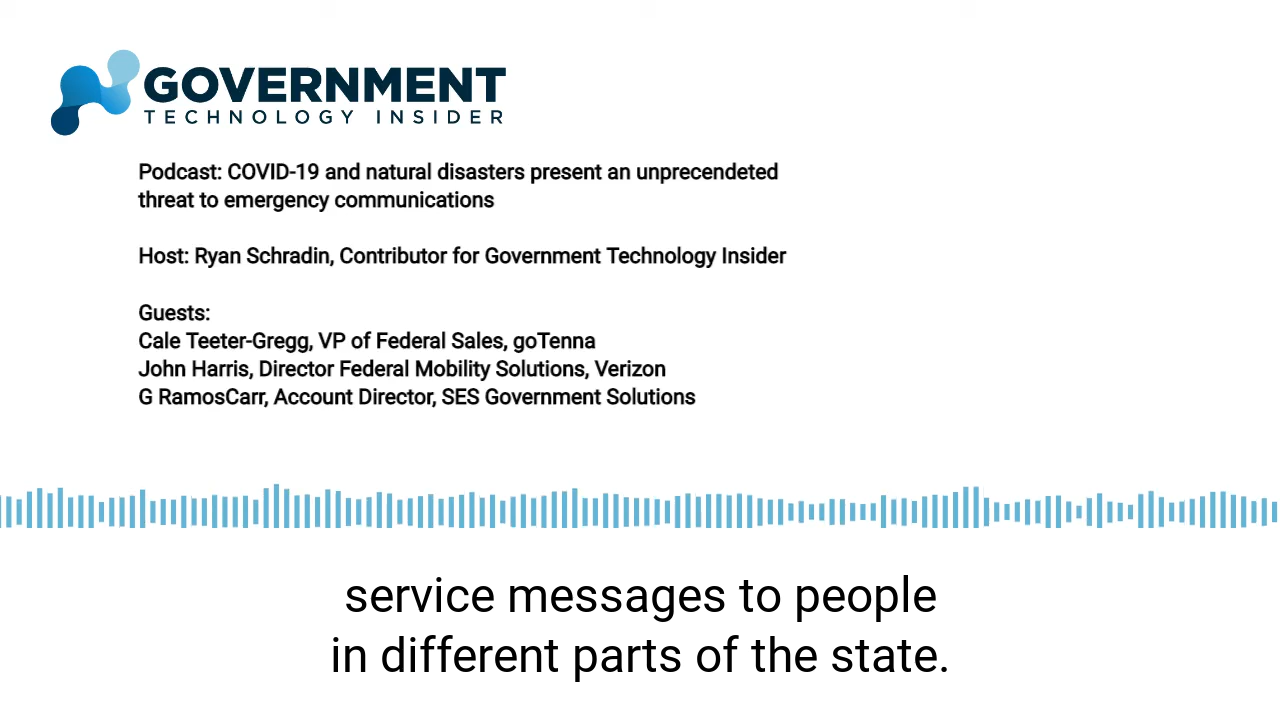 GOVERNMENT
TECHNOLOGY INSIDER
Podcast: COVID-19 and natural disasters present an unprecendeted
threat to emergency communications
Host: Ryan Schradin, Contributor for Government Technology Insider
Guests:
Cale Teeter-Gregg, VP of Federal Sales, goTenna
John Harris, Director Federal Mobility Solutions, Verizon
G RamosCarr, Account Director, SES Government Solutions
service messages to people
in different parts of the state.